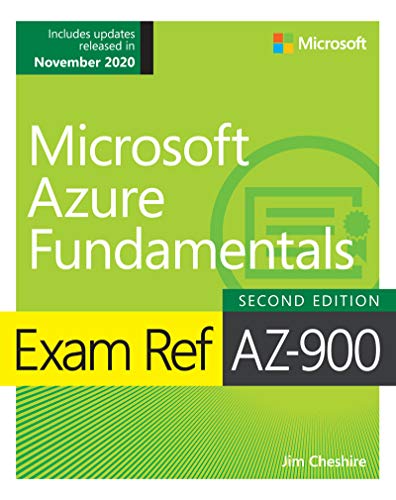 Includes updates
released in
November 2020
Microsoft
Microsoft
Azure
Fundamentals
SECOND EDITION
Exam Ref AZ-900
Jim Cheshire